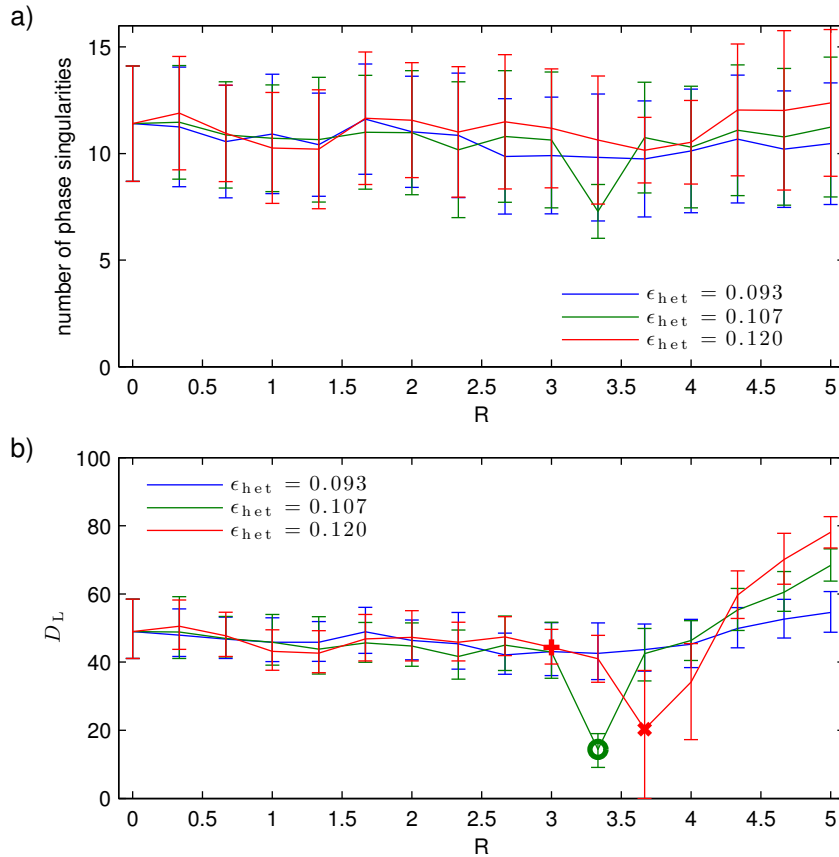 a)
number of phase singularities
15
10
5
0
ϵhet = 0.093
ϵhet = 0.107
ϵhet = 0.120
0 0.5 1 1.5 2 2.5 3 3.5 4 4.5 5
R
b)
D_L
100
80
60
40
20
0
ϵhet = 0.093
ϵhet = 0.107
ϵhet = 0.120
0 0.5 1 1.5 2 2.5 3 3.5 4 4.5 5
R